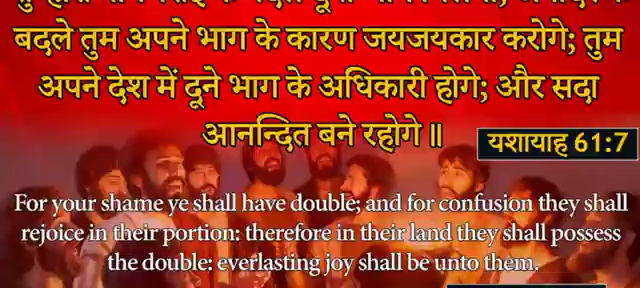 बदले तुम अपने भाग के कारण जयजयकार करोगे; तुम
अपने देश में दूने भाग के अधिकारी होगे; और सदा
आनन्दित बने रहोगे ॥
यशायाह 61:7
For your shame ye shall have double; and for confusion they shall
rejoice in their portion: therefore in their land they shall possess
the double: everlasting joy shall be unto them.